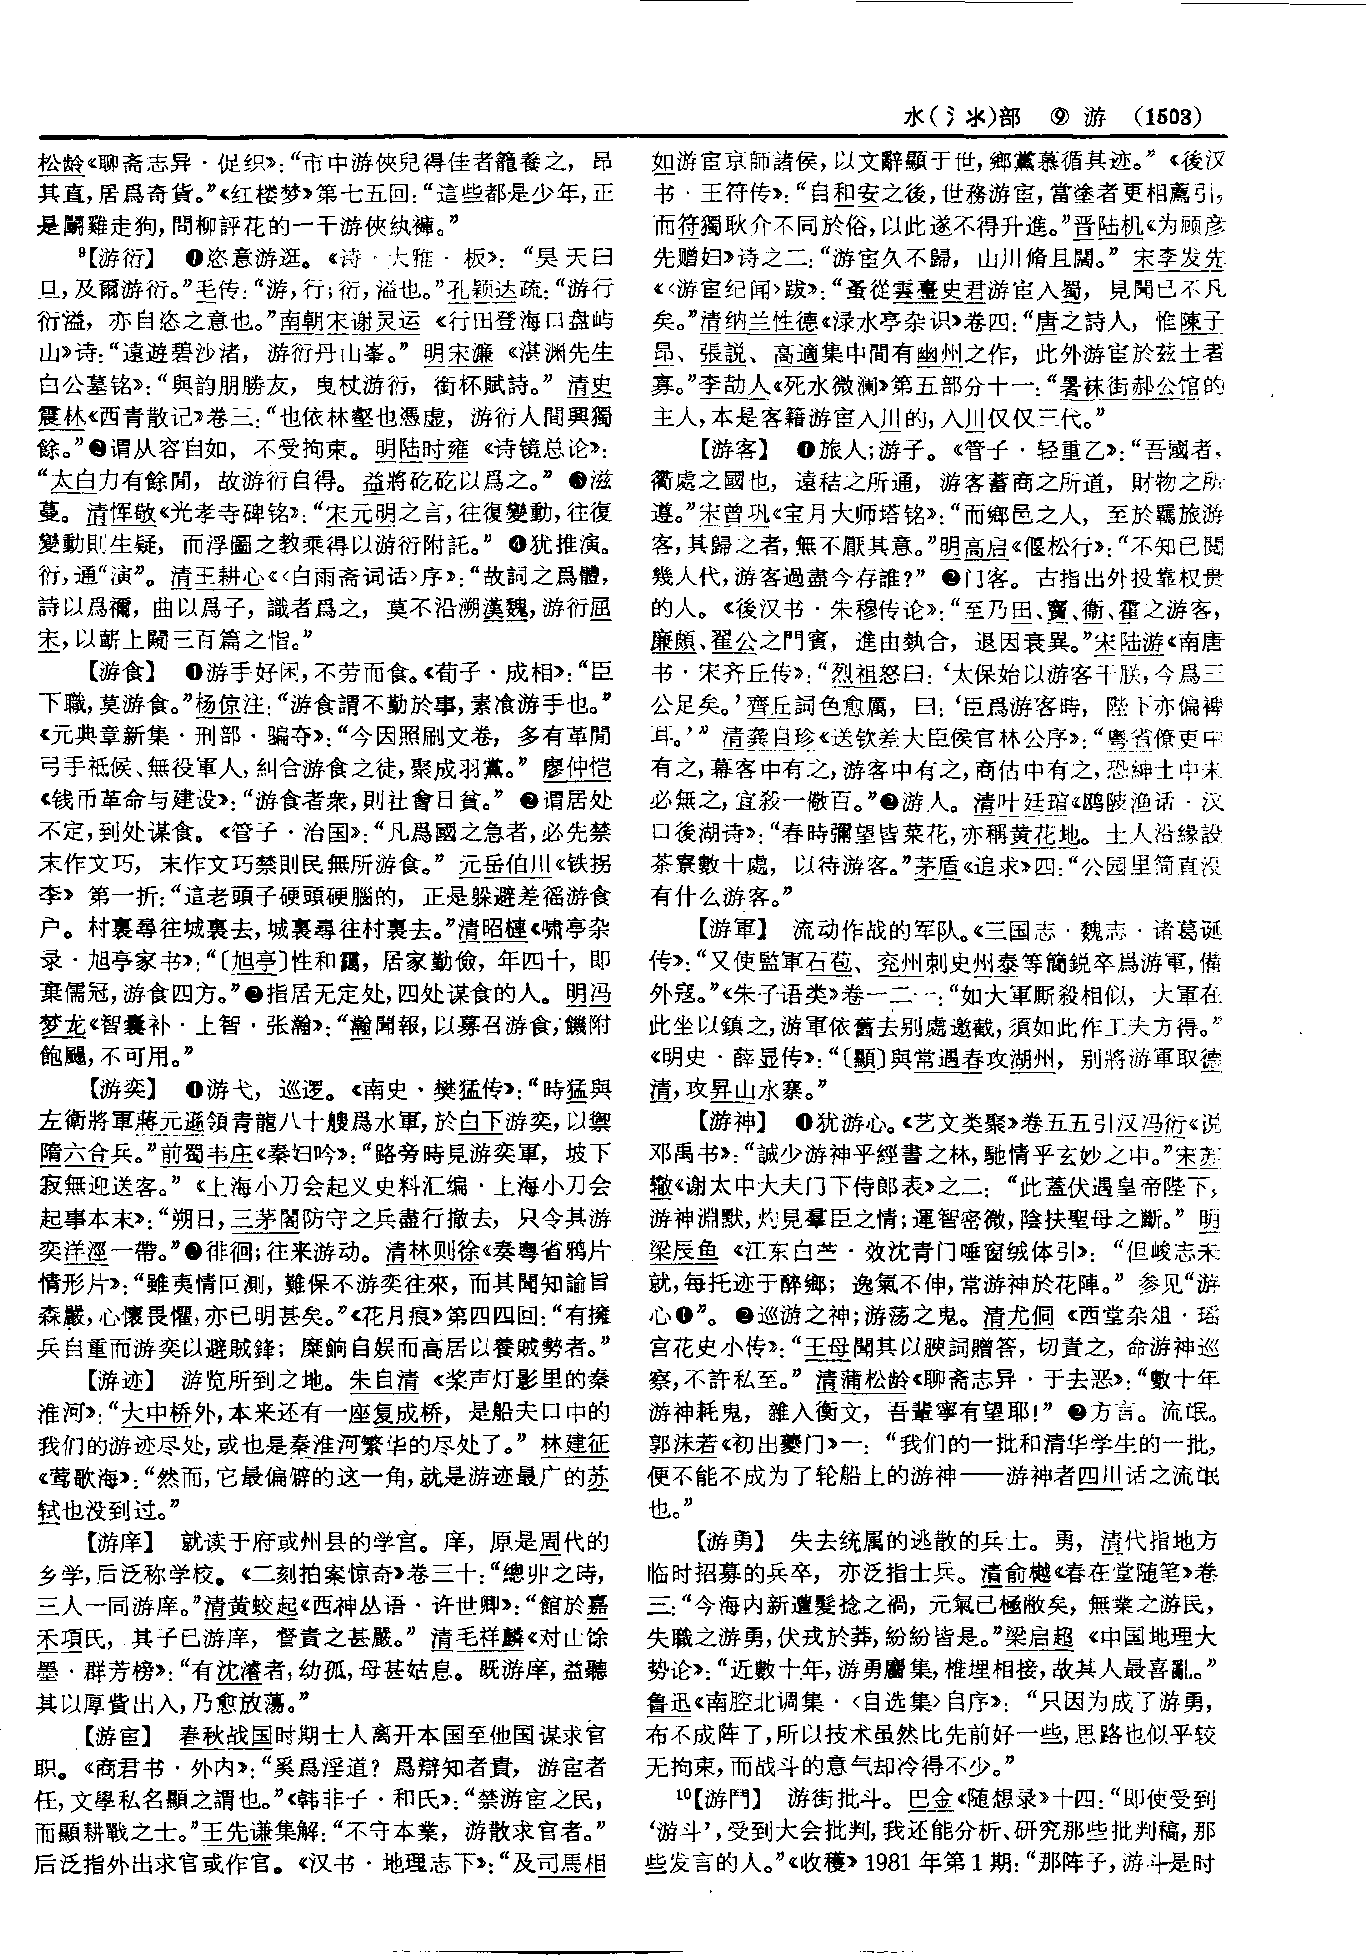 水(氵氺)部 ⑨ 游 (1503)
松龄《聊斋志异·促织》：“市中游俠兒得佳者籠養之，昂
其直，居爲奇貨。”《红楼梦》第七五回：“這些都是少年，正
是鬬雞走狗，問柳評花的一干游俠紈褲。”
⁹【游衍】 ❶恣意游逛。《诗·大雅·板》：“昊天曰
旦，及爾游衍。”毛传：“游，行；衍，溢也。”孔颖达疏：“游行
衍溢，亦自恣之意也。”南朝宋谢灵运《行田登海口盘屿
山》诗：“遠遊碧沙渚，游衍丹山峯。”明宋濂《湛渊先生
白公墓铭》：“與韵朋勝友，曳杖游衍，銜杯賦詩。”清史
震林《西青散记》卷三：“也依林壑也憑虚，游衍人間興獨
餘。”❷谓从容自如，不受拘束。明陆时雍《诗镜总论》：
“太白力有餘閒，故游衍自得。益將矻矻以爲之。”❸滋
蔓。清恽敬《光孝寺碑铭》：“宋元明之言，往復變動，往復
變動則生疑，而浮圖之教乘得以游衍附託。”❹犹推演。
衍，通“演”。清王耕心《〈白雨斋词话〉序》：“故詞之爲體，
詩以爲禰，曲以爲子，識者爲之，莫不沿溯漢魏，游衍屈
宋，以蘄上闚三百篇之恉。”
【游食】 ❶游手好闲，不劳而食。《荀子·成相》：“臣
下職，莫游食。”杨倞注：“游食謂不勤於事，素飡游手也。”
《元典章新集·刑部·骗夺》：“今因照刷文卷，多有革閒
弓手祗候、無役軍人，糾合游食之徒，聚成羽黨。”廖仲恺
《钱币革命与建设》：“游食者衆，則社會日貧。”❷谓居处
不定，到处谋食。《管子·治国》：“凡爲國之急者，必先禁
末作文巧，末作文巧禁則民無所游食。”元岳伯川《铁拐
李》第一折：“這老頭子硬頭硬腦的，正是躲避差徭游食
户。村裏尋往城裏去，城裏尋往村裏去。”清昭槤《啸亭杂
录·旭亭家书》：“〔旭亭〕性和靄，居家勤儉，年四十，即
棄儒冠，游食四方。”❸指居无定处，四处谋食的人。明冯
梦龙《智囊补·上智·张瀚》：“瀚聞報，以募召游食，饑附
飽颺，不可用。”
【游奕】 ❶游弋，巡逻。《南史·樊猛传》：“時猛與
左衛將軍蔣元遜領青龍八十艘爲水軍，於白下游奕，以禦
隋六合兵。”前蜀韦庄《秦妇吟》：“路旁時見游奕軍，坡下
寂無迎送客。”《上海小刀会起义史料汇编·上海小刀会
起事本末》：“朔日，三茅閣防守之兵盡行撤去，只令其游
奕洋涇一帶。”❷徘徊；往来游动。清林则徐《奏粤省鸦片
情形片》：“雖夷情叵測，難保不游奕往來，而其聞知諭旨
森嚴，心懷畏懼，亦已明甚矣。”《花月痕》第四四回：“有擁
兵自重而游奕以避賊鋒；糜餉自娱而高居以養賊勢者。”
【游迹】 游览所到之地。朱自清《桨声灯影里的秦
淮河》：“大中桥外，本来还有一座复成桥，是船夫口中的
我们的游迹尽处，或也是秦淮河繁华的尽处了。”林建征
《莺歌海》：“然而，它最偏僻的这一角，就是游迹最广的苏
轼也没到过。”
【游庠】 就读于府或州县的学宫。庠，原是周代的
乡学，后泛称学校。《二刻拍案惊奇》卷三十：“總丱之時，
三人一同游庠。”清黄蛟起《西神丛语·许世卿》：“館於嘉
禾項氏，其子已游庠，督責之甚嚴。”清毛祥麟《对山馀
墨·群芳榜》：“有沈濬者，幼孤，母甚姑息。既游庠，益聽
其以厚貲出入，乃愈放蕩。”
【游宦】 春秋战国时期士人离开本国至他国谋求官
职。《商君书·外内》：“奚爲淫道？爲辯知者貴，游宦者
任，文學私名顯之謂也。”《韩非子·和氏》：“禁游宦之民，
而顯耕戰之士。”王先谦集解：“不守本業，游散求官者。”
后泛指外出求官或作官。《汉书·地理志下》：“及司馬相
如游宦京師諸侯，以文辭顯于世，鄉黨慕循其迹。”《後汉
书·王符传》：“自和安之後，世務游宦，當塗者更相薦引，
而符獨耿介不同於俗，以此遂不得升進。”晋陆机《为顾彦
先赠妇》诗之二：“游宦久不歸，山川脩且闊。”宋李发先
《〈游宦纪闻〉跋》：“蚤從雲臺史君游宦入蜀，見聞已不凡
矣。”清纳兰性德《渌水亭杂识》卷四：“唐之詩人，惟陳子
昂、張説、高適集中間有幽州之作，此外游宦於兹土者
寡。”李劼人《死水微澜》第五部分十一：“暑袜街郝公馆的
主人，本是客籍游宦入川的，入川仅仅三代。”
【游客】 ❶旅人；游子。《管子·轻重乙》：“吾國者，
衢處之國也，遠秸之所通，游客蓄商之所道，財物之所
遵。”宋曾巩《宝月大师塔铭》：“而鄉邑之人，至於羈旅游
客，其歸之者，無不厭其意。”明高启《偃松行》：“不知已閲
幾人代，游客過盡今存誰？”❷门客。古指出外投靠权贵
的人。《後汉书·朱穆传论》：“至乃田、竇、衛、霍之游客，
廉頗、翟公之門賓，進由執合，退因衰異。”宋陆游《南唐
书·宋齐丘传》：“烈祖怒曰：‘太保始以游客干朕，今爲三
公足矣。’齊丘詞色愈厲，曰：‘臣爲游客時，陛下亦偏裨
耳。’”清龚自珍《送钦差大臣侯官林公序》：“粤省僚吏中
有之，幕客中有之，游客中有之，商估中有之，恐紳士中未
必無之，宜殺一儆百。”❸游人。清叶廷琯《鸥陂渔话·汉
口後湖诗》：“春時彌望皆菜花，亦稱黄花地。土人沿緣設
茶寮數十處，以待游客。”茅盾《追求》四：“公园里简直没
有什么游客。”
【游軍】 流动作战的军队。《三国志·魏志·诸葛诞
传》：“又使監軍石苞、兗州刺史州泰等簡鋭卒爲游軍，備
外寇。”《朱子语类》卷一二一：“如大軍厮殺相似，大軍在
此坐以鎮之，游軍依舊去别處邀截，須如此作工夫方得。”
《明史·薛显传》：“〔顯〕與常遇春攻湖州，别將游軍取德
清，攻昇山水寨。”
【游神】 ❶犹游心。《艺文类聚》卷五五引汉冯衍《说
邓禹书》：“誠少游神乎經書之林，馳情乎玄妙之中。”宋苏
辙《谢太中大夫门下侍郎表》之二：“此蓋伏遇皇帝陛下，
游神淵默，灼見羣臣之情；運智密微，陰扶聖母之斷。”明
梁辰鱼《江东白苎·效沈青门唾窗绒体引》：“但峻志未
就，每托迹于醉鄉；逸氣不伸，常游神於花陣。”参见“游
心❶”。❷巡游之神；游荡之鬼。清尤侗《西堂杂俎·瑶
宫花史小传》：“王母聞其以腴詞贈答，切責之，命游神巡
察，不許私至。”清蒲松龄《聊斋志异·于去恶》：“數十年
游神耗鬼，雜入衡文，吾輩寧有望耶！”❸方言。流氓。
郭沫若《初出夔门》一：“我们的一批和清华学生的一批，
便不能不成为了轮船上的游神——游神者四川话之流氓
也。”
【游勇】 失去统属的逃散的兵士。勇，清代指地方
临时招募的兵卒，亦泛指士兵。清俞樾《春在堂随笔》卷
三：“今海内新遭髮捻之禍，元氣已極敝矣，無業之游民，
失職之游勇，伏戎於莽，紛紛皆是。”梁启超《中国地理大
势论》：“近數十年，游勇麕集，椎埋相接，故其人最喜亂。”
鲁迅《南腔北调集·〈自选集〉自序》：“只因为成了游勇，
布不成阵了，所以技术虽然比先前好一些，思路也似乎较
无拘束，而战斗的意气却冷得不少。”
¹⁰【游鬥】 游街批斗。巴金《随想录》十四：“即使受到
‘游斗’，受到大会批判，我还能分析、研究那些批判稿，那
些发言的人。”《收穫》1981年第1期：“那阵子，游斗是时